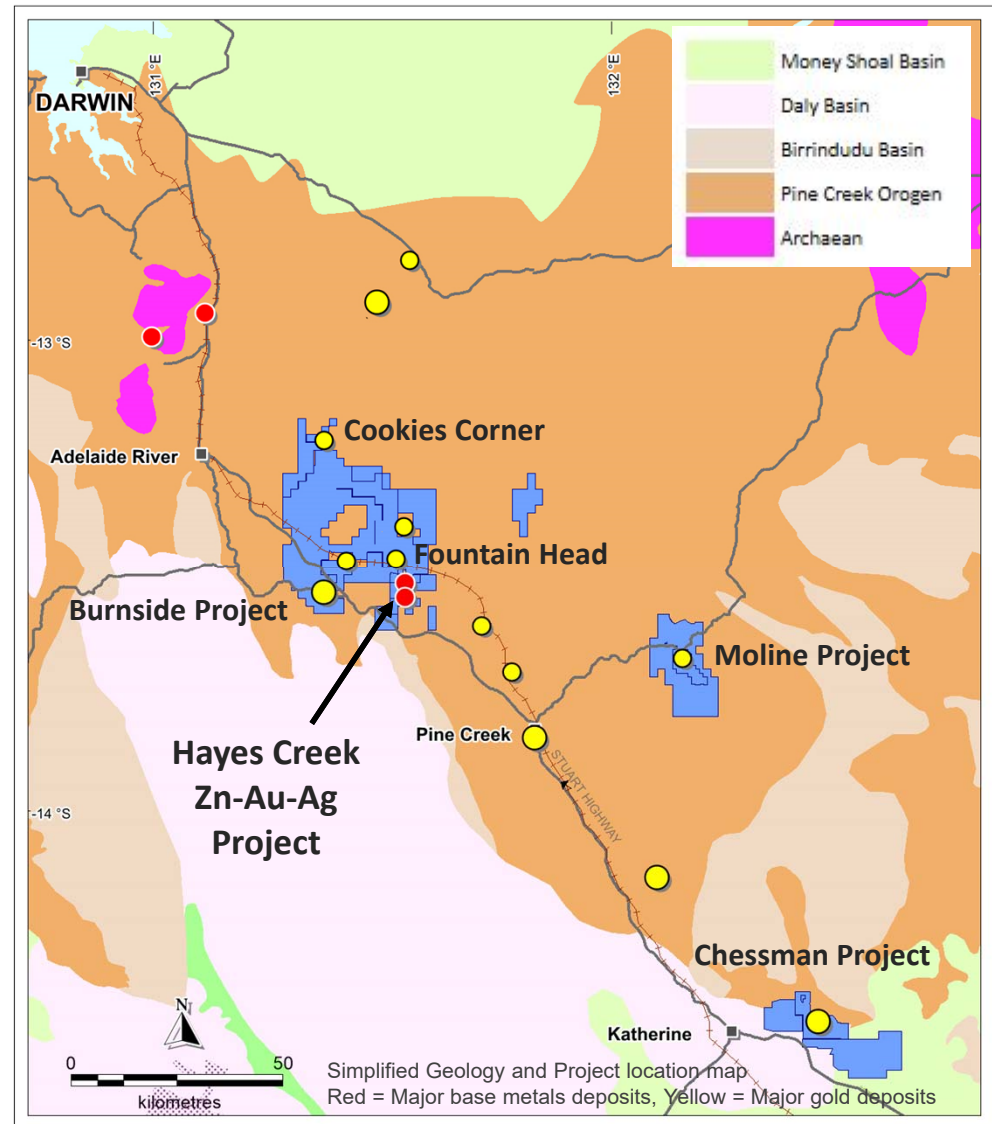 DARWIN
131 °E
132 °E
Money Shoal Basin
Daly Basin
Birrindudu Basin
Pine Creek Orogen
Archaean
-13 °S
Cookies Corner
Adelaide River
Fountain Head
Burnside Project
Moline Project
Pine Creek
Hayes Creek
Zn-Au-Ag
Project
STUART HIGHWAY
-14 °S
Chessman Project
N
Katherine
0
50
kilometres
Simplified Geology and Project location map
Red = Major base metals deposits, Yellow = Major gold deposits